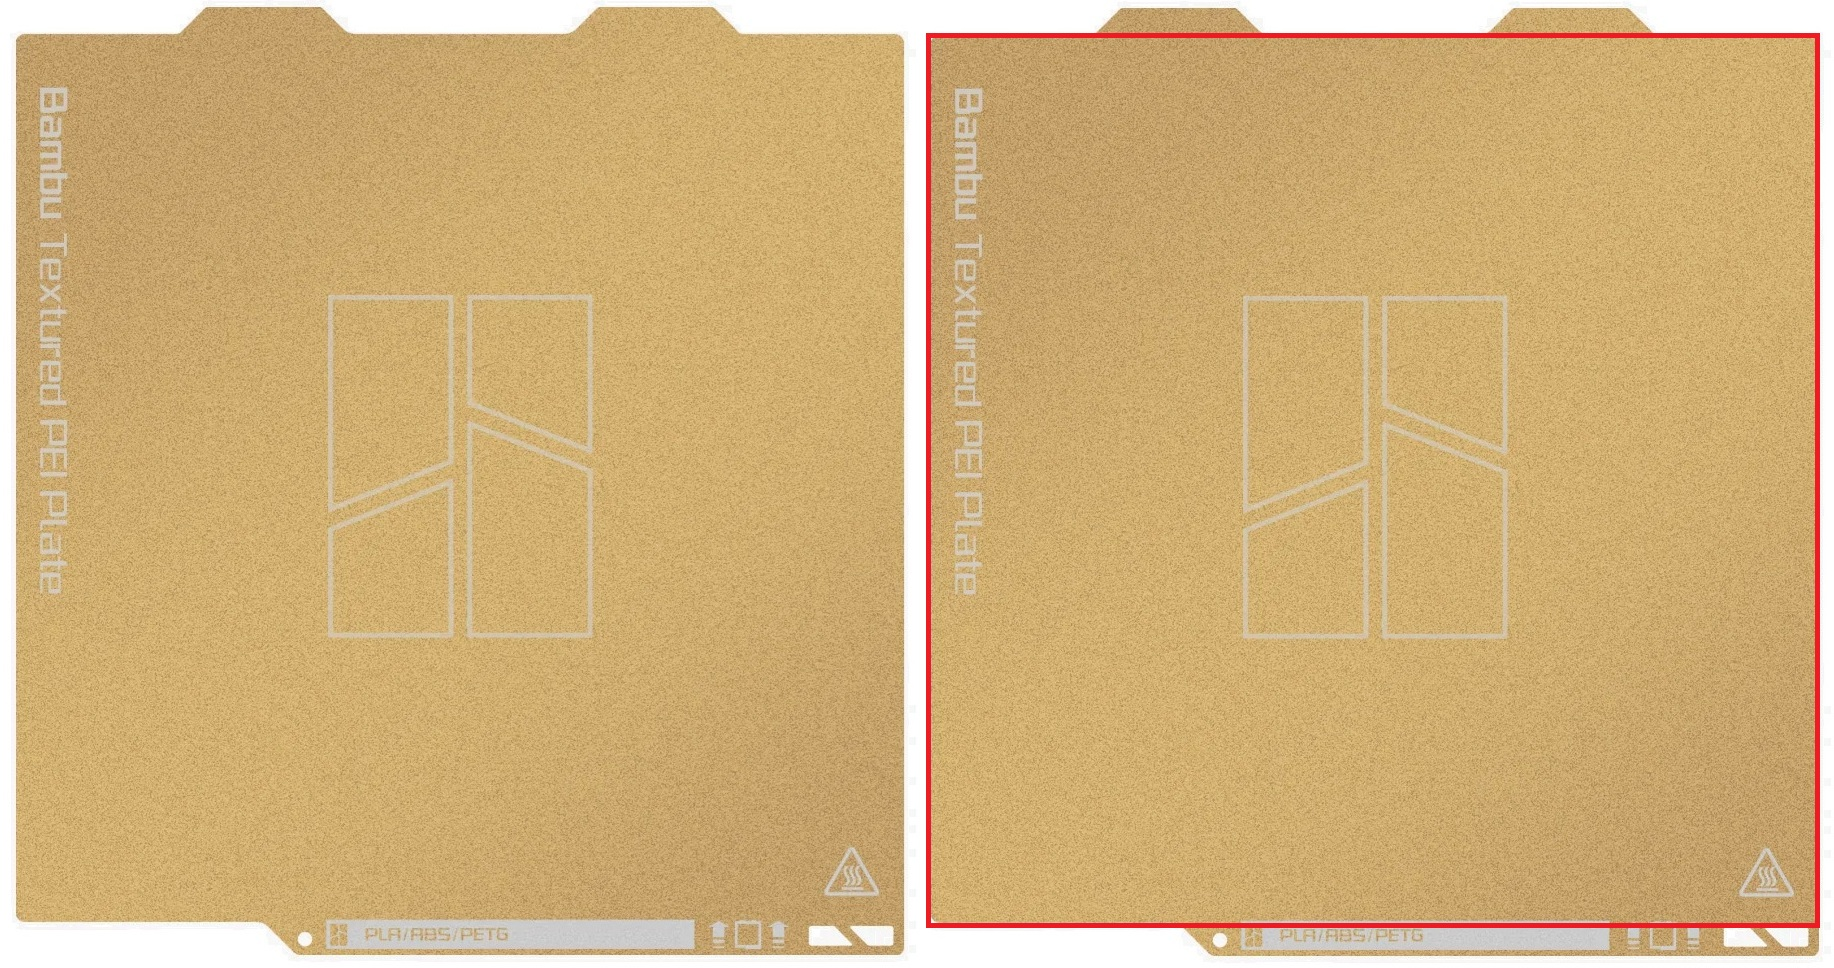 Bambu Textured PEI Plate
PLA/ABS/PETG
Bambu Textured PEI Plate
PLA/ABS/PETG